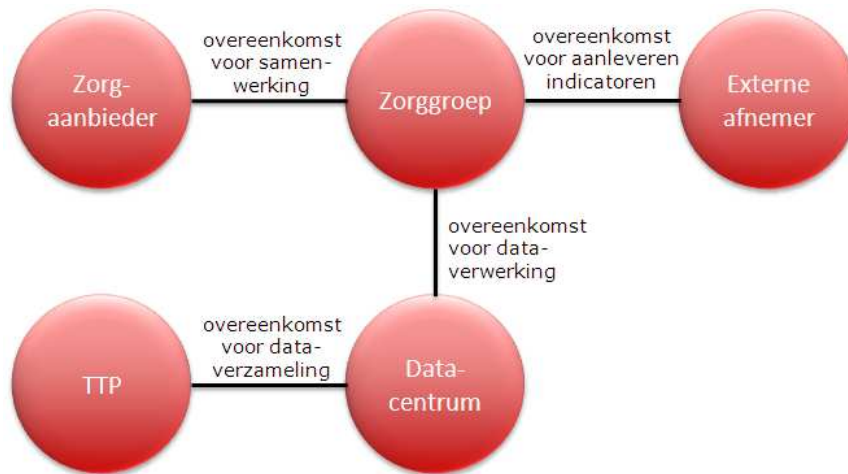 Zorg-
aanbieder
overeenkomst
voor samen-
werking
Zorggroep
overeenkomst
voor aanleveren
indicatoren
Externe
afnemer
overeenkomst
voor data-
verwerking
TTP
overeenkomst
voor data-
verzameling
Data-
centrum